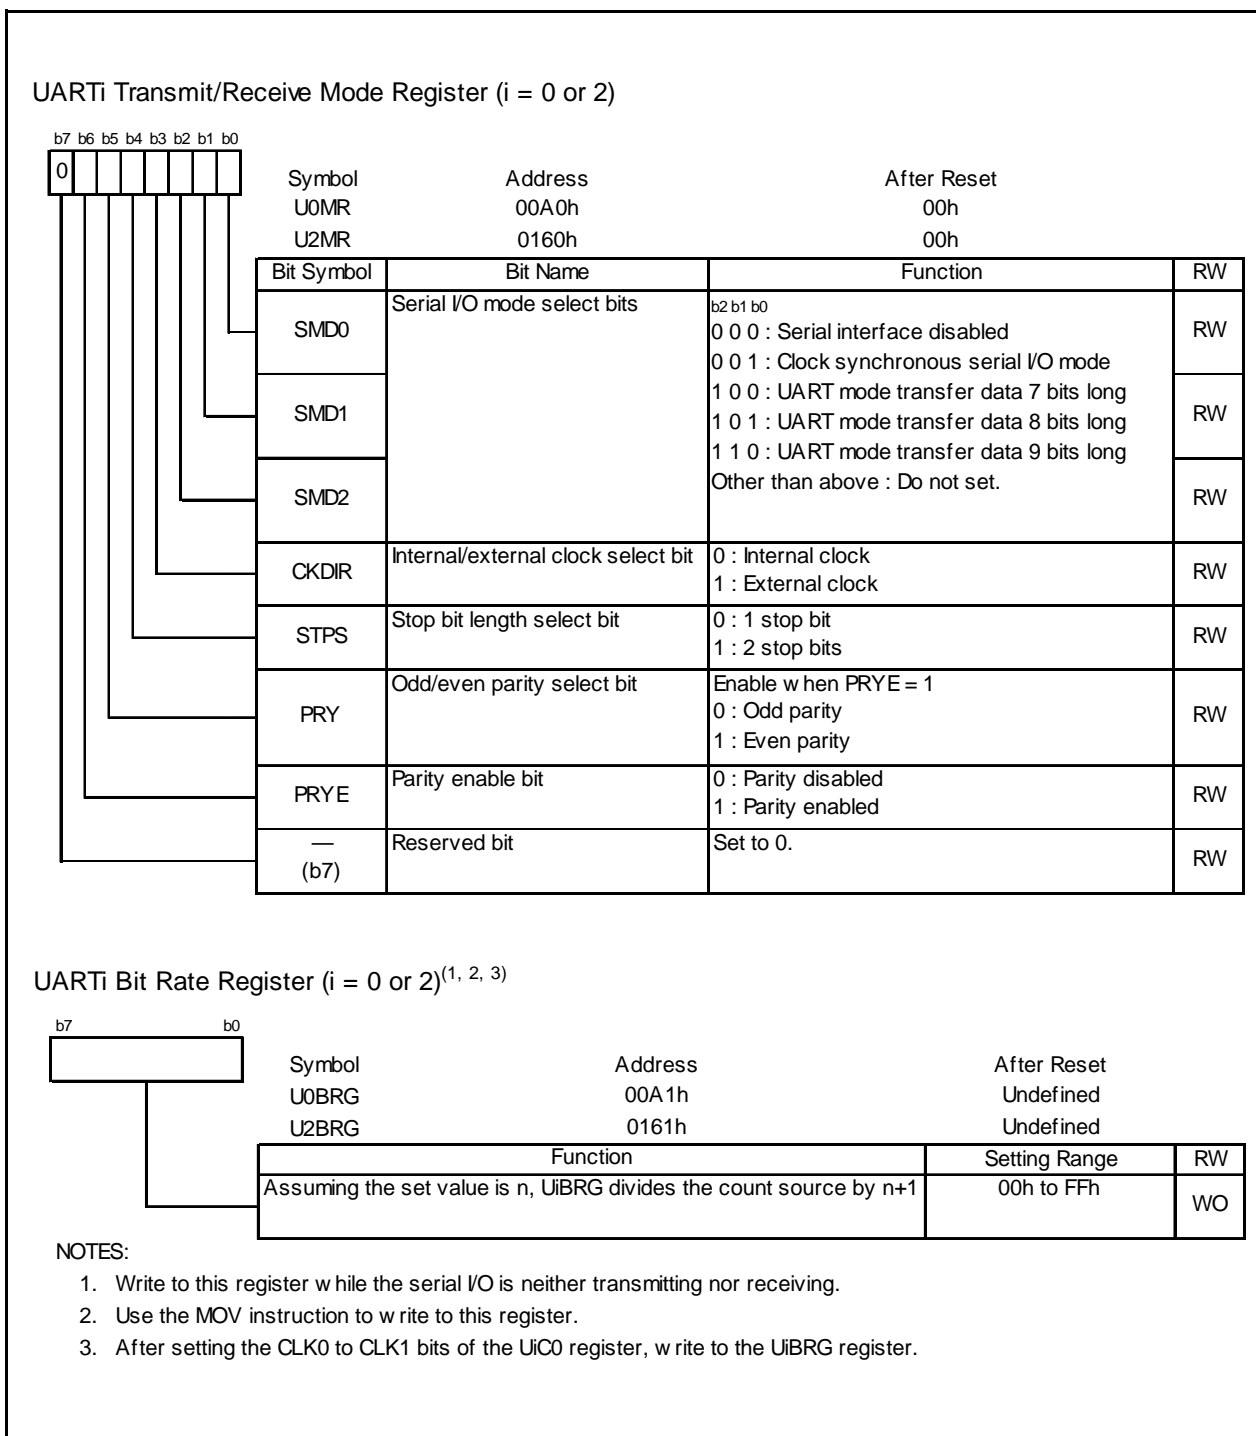 UARTi Transmit/Receive Mode Register (i = 0 or 2)
b7 b6 b5 b4 b3 b2 b1 b0
0
Symbol Address After Reset
U0MR 00A0h 00h
U2MR 0160h 00h
Bit Symbol Bit Name Function RW
SMD0 Serial I/O mode select bits b2 b1 b0 RW
0 0 0 : Serial interface disabled
0 0 1 : Clock synchronous serial I/O mode
SMD1 1 0 0 : UART mode transfer data 7 bits long RW
1 0 1 : UART mode transfer data 8 bits long
1 1 0 : UART mode transfer data 9 bits long
SMD2 Other than above : Do not set. RW
CKDIR Internal/external clock select bit 0 : Internal clock RW
1 : External clock
STPS Stop bit length select bit 0 : 1 stop bit RW
1 : 2 stop bits
PRY Odd/even parity select bit Enable when PRYE = 1 RW
0 : Odd parity
1 : Even parity
PRYE Parity enable bit 0 : Parity disabled RW
1 : Parity enabled
— Reserved bit Set to 0. RW
(b7)
UARTi Bit Rate Register (i = 0 or 2)(1, 2, 3)
b7 b0
Symbol Address After Reset
U0BRG 00A1h Undefined
U2BRG 0161h Undefined
Function Setting Range RW
Assuming the set value is n, UiBRG divides the count source by n+1 00h to FFh WO
NOTES:
1. Write to this register while the serial I/O is neither transmitting nor receiving.
2. Use the MOV instruction to write to this register.
3. After setting the CLK0 to CLK1 bits of the UiC0 register, write to the UiBRG register.